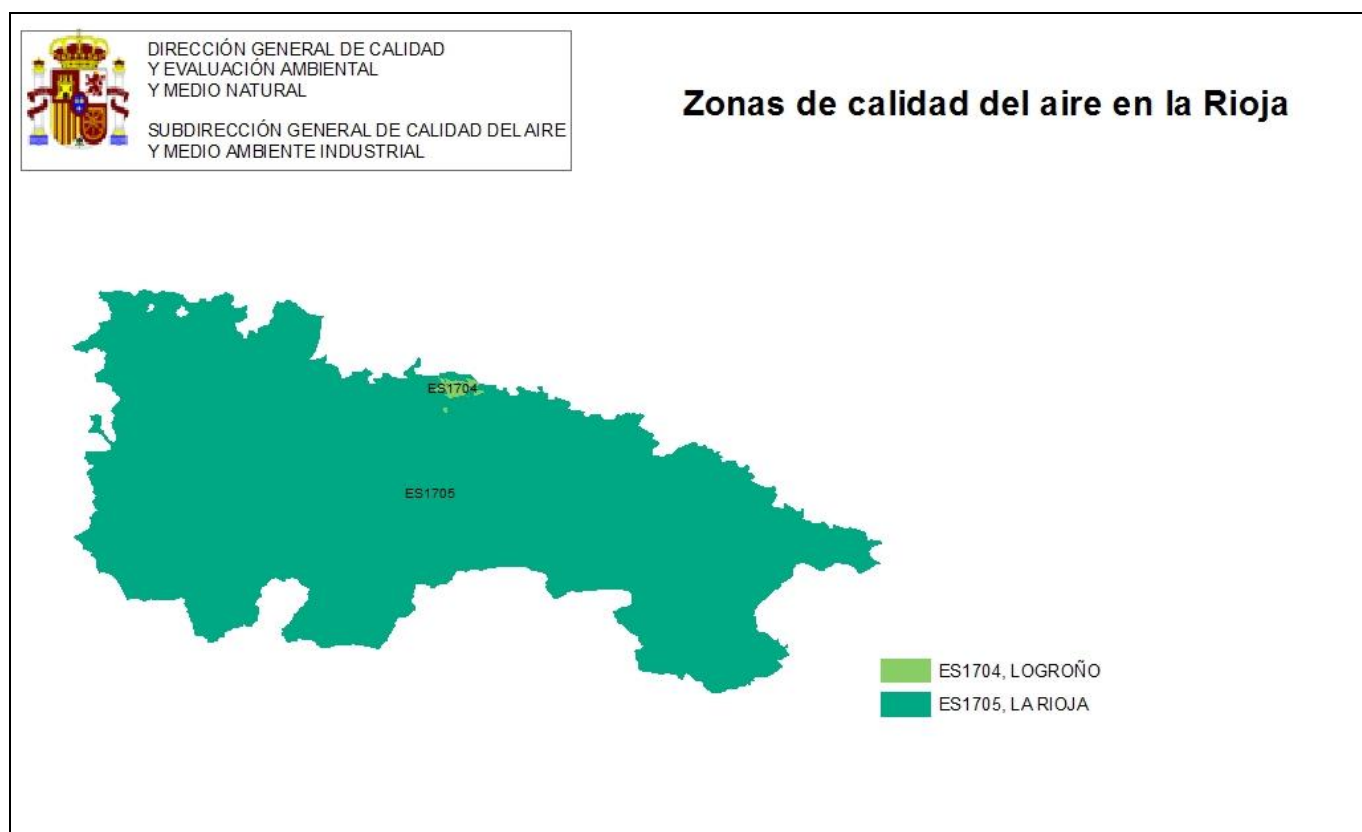 DIRECCIÓN GENERAL DE CALIDAD
Y EVALUACIÓN AMBIENTAL
Y MEDIO NATURAL
SUBDIRECCIÓN GENERAL DE CALIDAD DEL AIRE
Y MEDIO AMBIENTE INDUSTRIAL
Zonas de calidad del aire en la Rioja
ES1704
ES1705
ES1704, LOGROÑO
ES1705, LA RIOJA